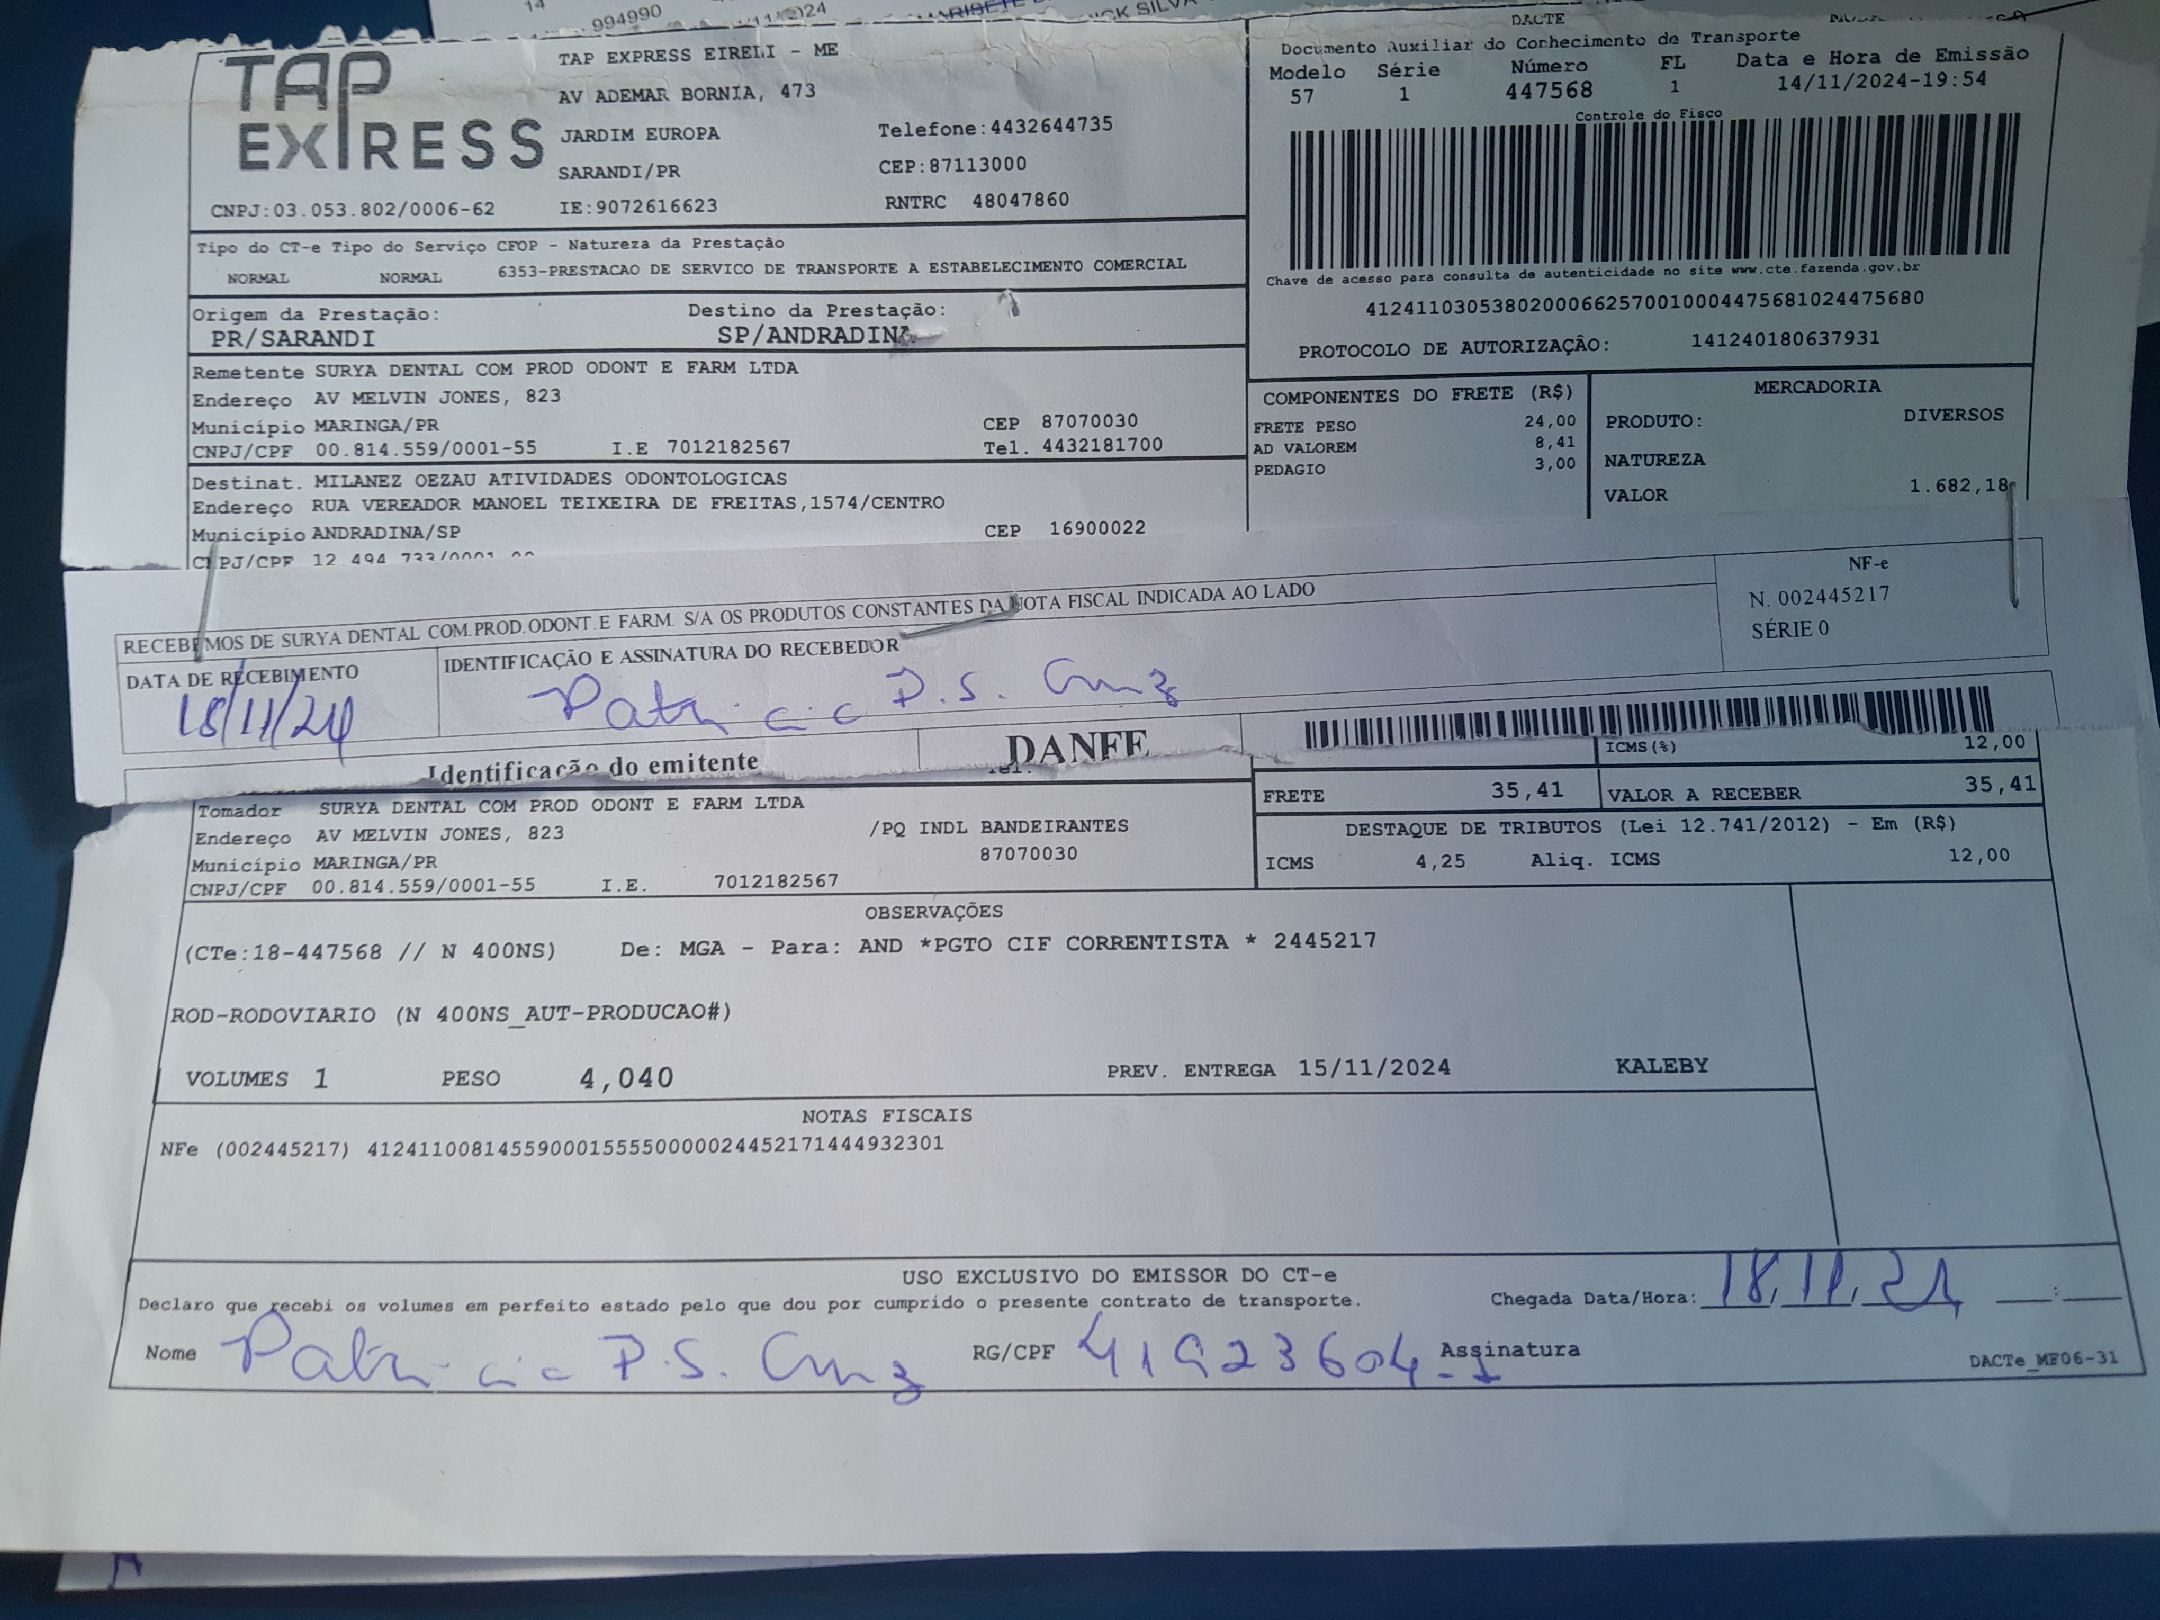 14
994990
TAP EXPRESS
TAP EXPRESS EIRELI - ME
AV ADEMAR BORNIA, 473
JARDIM EUROPA Telefone:4432644735
SARANDI/PR CEP:87113000
CNPJ:03.053.802/0006-62 IE:9072616623 RNTRC 48047860
DACTE
Documento Auxiliar do Conhecimento de Transporte
Modelo Série Número FL Data e Hora de Emissão
57 1 447568 1 14/11/2024-19:54
Controle do Fisco
Chave de acesso para consulta de autenticidade no site www.cte.fazenda.gov.br
41241103053802000662570010004475681024475680
PROTOCOLO DE AUTORIZAÇÃO: 141240180637931
Tipo do CT-e Tipo do Serviço CFOP - Natureza da Prestação
NORMAL NORMAL 6353-PRESTACAO DE SERVICO DE TRANSPORTE A ESTABELECIMENTO COMERCIAL
Origem da Prestação: Destino da Prestação:
PR/SARANDI SP/ANDRADINA
Remetente SURYA DENTAL COM PROD ODONT E FARM LTDA
Endereço AV MELVIN JONES, 823
Município MARINGA/PR CEP 87070030
CNPJ/CPF 00.814.559/0001-55 I.E 7012182567 Tel. 4432181700
COMPONENTES DO FRETE (R$)
FRETE PESO 24,00
AD VALOREM 8,41
PEDAGIO 3,00
MERCADORIA
PRODUTO: DIVERSOS
NATUREZA
VALOR 1.682,18
Destinat. MILANEZ OEZAU ATIVIDADES ODONTOLOGICAS
Endereço RUA VEREADOR MANOEL TEIXEIRA DE FREITAS,1574/CENTRO
Município ANDRADINA/SP CEP 16900022
CNPJ/CPF 12.494.733/0001
RECEBEMOS DE SURYA DENTAL COM.PROD.ODONT.E FARM. S/A OS PRODUTOS CONSTANTES DA NOTA FISCAL INDICADA AO LADO
NF-e
N. 002445217
SÉRIE 0
DATA DE RECEBIMENTO IDENTIFICAÇÃO E ASSINATURA DO RECEBEDOR
18/11/24 Patricia P.S. Cruz
Identificação do emitente DANFE
ICMS(%) 12,00
FRETE 35,41 VALOR A RECEBER 35,41
DESTAQUE DE TRIBUTOS (Lei 12.741/2012) - Em (R$)
ICMS 4,25 Aliq. ICMS 12,00
Tomador SURYA DENTAL COM PROD ODONT E FARM LTDA
Endereço AV MELVIN JONES, 823 /PQ INDL BANDEIRANTES
Município MARINGA/PR 87070030
CNPJ/CPF 00.814.559/0001-55 I.E. 7012182567
OBSERVAÇÕES
(CTe:18-447568 // N 400NS) De: MGA - Para: AND *PGTO CIF CORRENTISTA * 2445217
ROD-RODOVIARIO (N 400NS_AUT-PRODUCAO#)
VOLUMES 1 PESO 4,040 PREV. ENTREGA 15/11/2024 KALEBY
NOTAS FISCAIS
NFe (002445217) 41241100814559000155550000024452171444932301
USO EXCLUSIVO DO EMISSOR DO CT-e
Declaro que recebi os volumes em perfeito estado pelo que dou por cumprido o presente contrato de transporte. Chegada Data/Hora: 18.11.24 __:__
Nome Patricia P.S. Cruz RG/CPF 41923604-1 Assinatura
DACTe_MF06-31